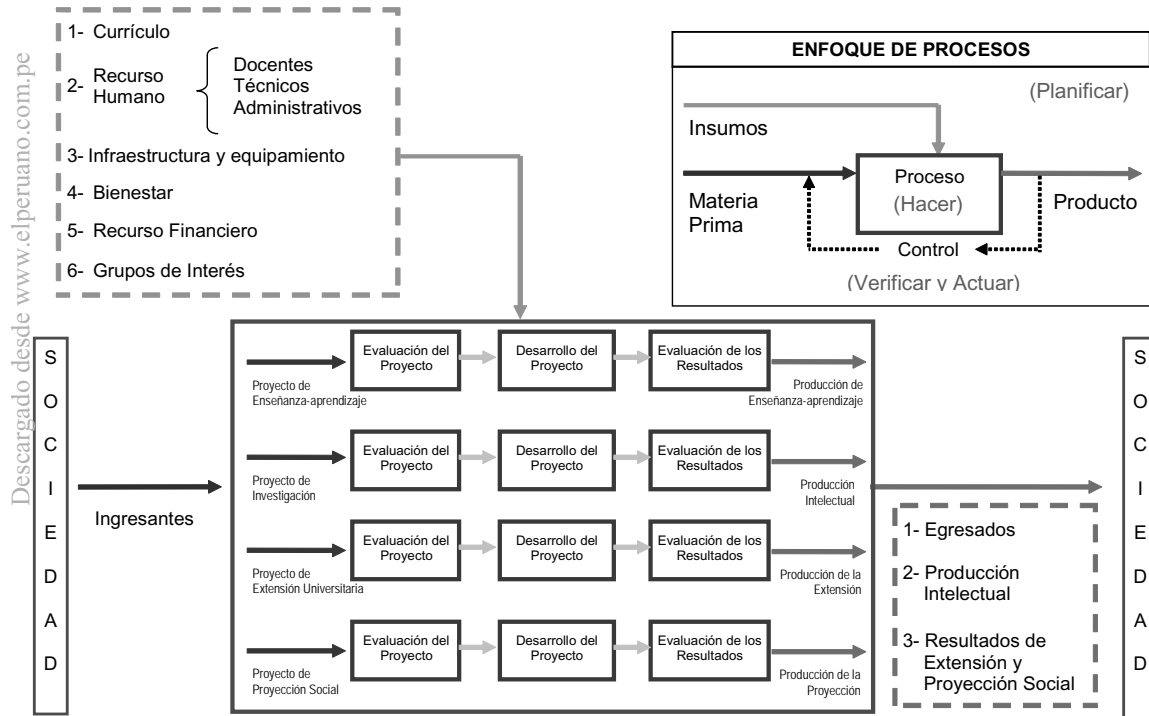 Descargado desde www.elperuano.com.pe
1- Currículo
2- Recurso
Humano
Docentes
Técnicos
Administrativos
3- Infraestructura y equipamiento
4- Bienestar
5- Recurso Financiero
6- Grupos de Interés
ENFOQUE DE PROCESOS
(Planificar)
Insumos
Materia
Prima
Proceso
(Hacer)
Producto
Control
(Verificar y Actuar)
SOCIEDAD
Ingresantes
Proyecto de
Enseñanza-aprendizaje
Evaluación del
Proyecto
Desarrollo del
Proyecto
Evaluación de los
Resultados
Producción de
Enseñanza-aprendizaje
Proyecto de
Investigación
Evaluación del
Proyecto
Desarrollo del
Proyecto
Evaluación de los
Resultados
Producción
Intelectual
Proyecto de
Extensión Universitaria
Evaluación del
Proyecto
Desarrollo del
Proyecto
Evaluación de los
Resultados
Producción de la
Extensión
Proyecto de
Proyección Social
Evaluación del
Proyecto
Desarrollo del
Proyecto
Evaluación de los
Resultados
Producción de la
Proyección
1- Egresados
2- Producción
Intelectual
3- Resultados de
Extensión y
Proyección Social
SOCIEDAD